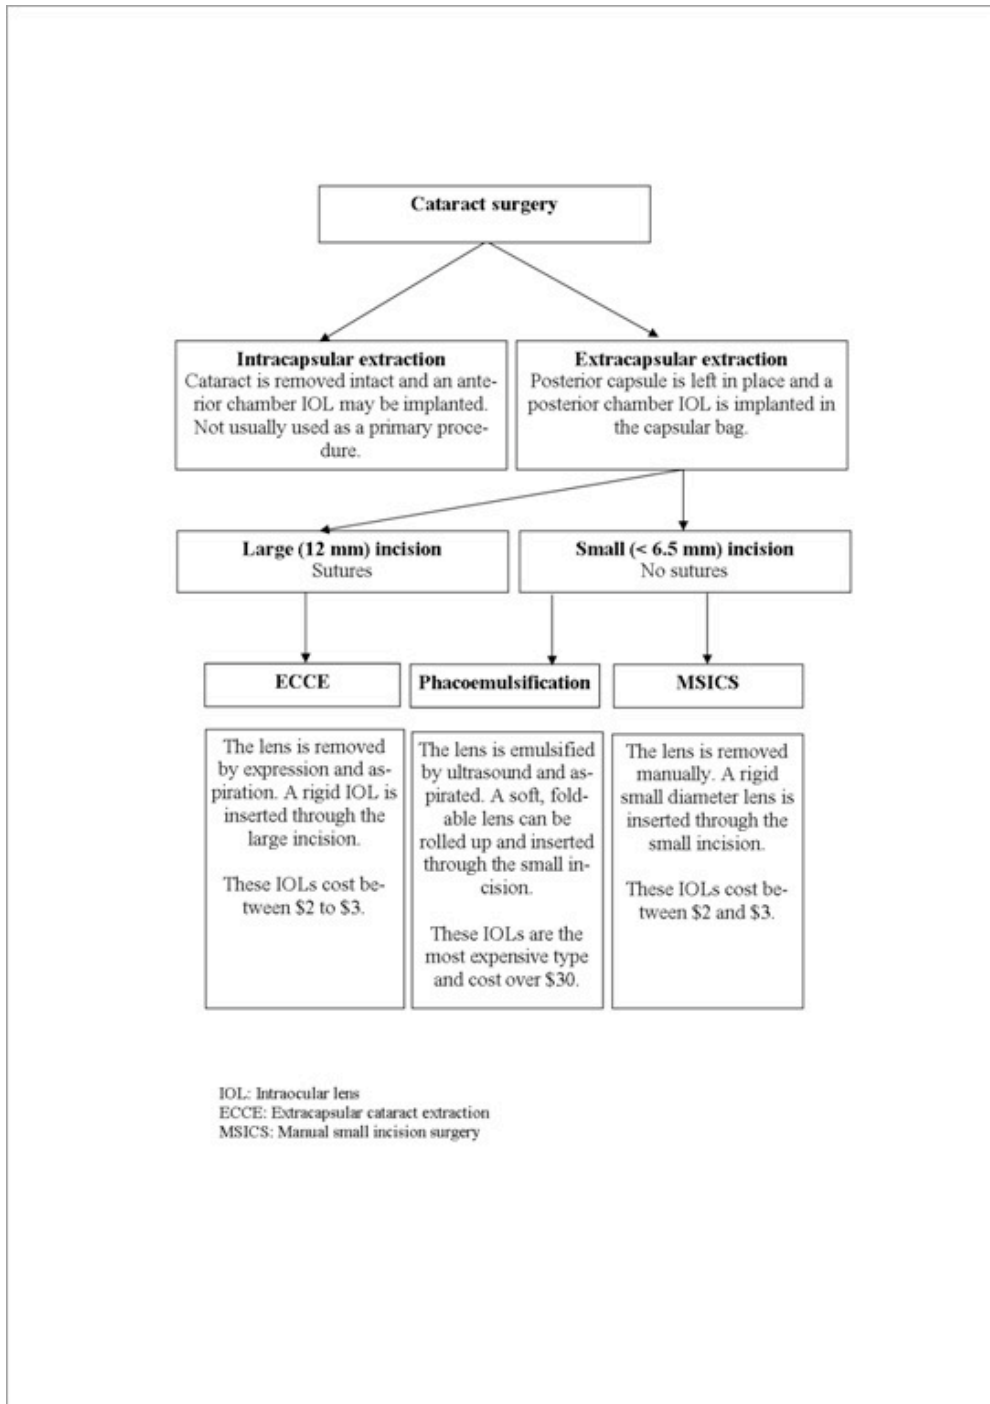 Cataract surgery
Intracapsular extraction
Cataract is removed intact and an ante-
rior chamber IOL may be implanted.
Not usually used as a primary proce-
dure.
Extracapsular extraction
Posterior capsule is left in place and a
posterior chamber IOL is implanted in
the capsular bag.
Large (12 mm) incision
Sutures
Small (< 6.5 mm) incision
No sutures
ECCE
Phacoemulsification
MSICS
The lens is removed
by expression and as-
piration. A rigid IOL is
inserted through the
large incision.
These IOLs cost be-
tween $2 to $3.
The lens is emulsified
by ultrasound and as-
pirated. A soft, fold-
able lens can be
rolled up and inserted
through the small in-
cision.
These IOLs are the
most expensive type
and cost over $30.
The lens is removed
manually. A rigid
small diameter lens is
inserted through the
small incision.
These IOLs cost be-
tween $2 and $3.
IOL: Intraocular lens
ECCE: Extracapsular cataract extraction
MSICS: Manual small incision surgery